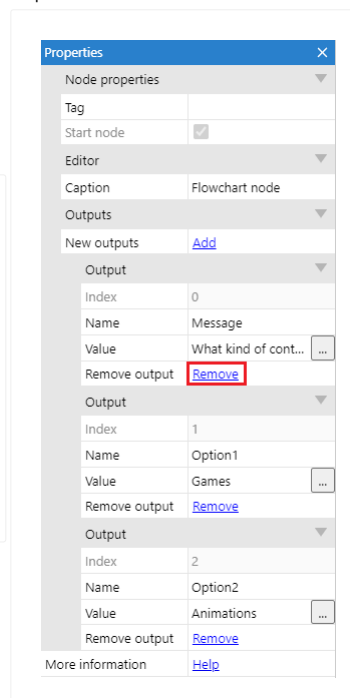 Properties
Node properties
Tag
Start node
Editor
Caption Flowchart node
Outputs
New outputs Add
Output
Index 0
Name Message
Value What kind of cont... ...
Remove output Remove
Output
Index 1
Name Option1
Value Games ...
Remove output Remove
Output
Index 2
Name Option2
Value Animations ...
Remove output Remove
More information Help